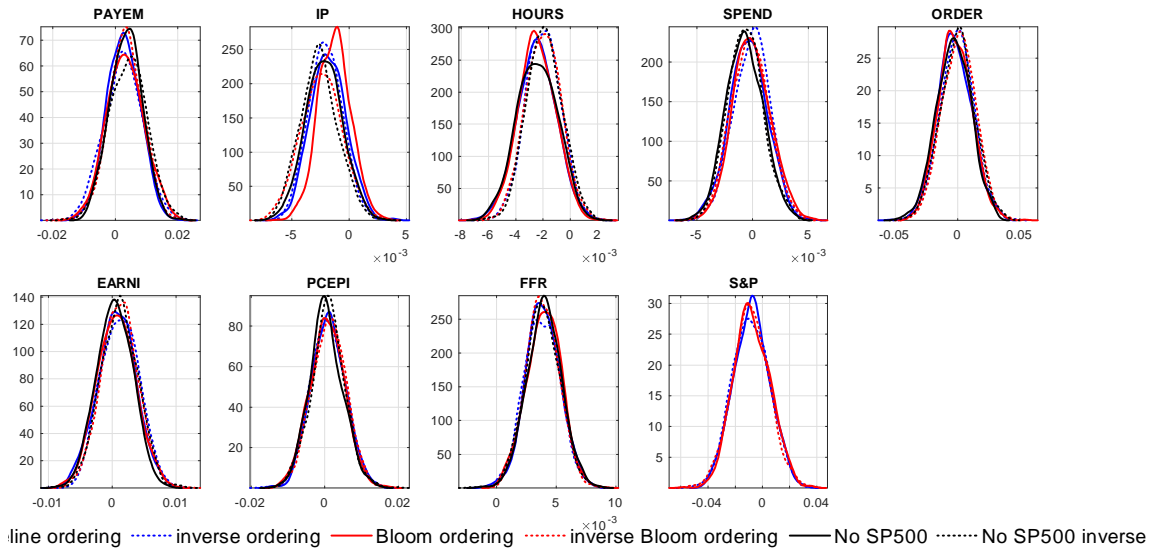 PAYEM IP HOURS SPEND ORDER
70 60 50 40 30 20 10
-0.02 0 0.02
250 200 150 100 50
-5 0 5
×10⁻³
300 250 200 150 100 50
-8 -6 -4 -2 0 2
×10⁻³
200 150 100 50
-5 0 5
×10⁻³
25 20 15 10 5
-0.05 0 0.05
EARNI PCEPI FFR S&P
140 120 100 80 60 40 20
-0.01 0 0.01
80 60 40 20
-0.02 0 0.02
250 200 150 100 50
0 5 10
×10⁻³
30 25 20 15 10 5
-0.04 0 0.04
ordering inverse ordering Bloom ordering inverse Bloom ordering No SP500 No SP500 inverse